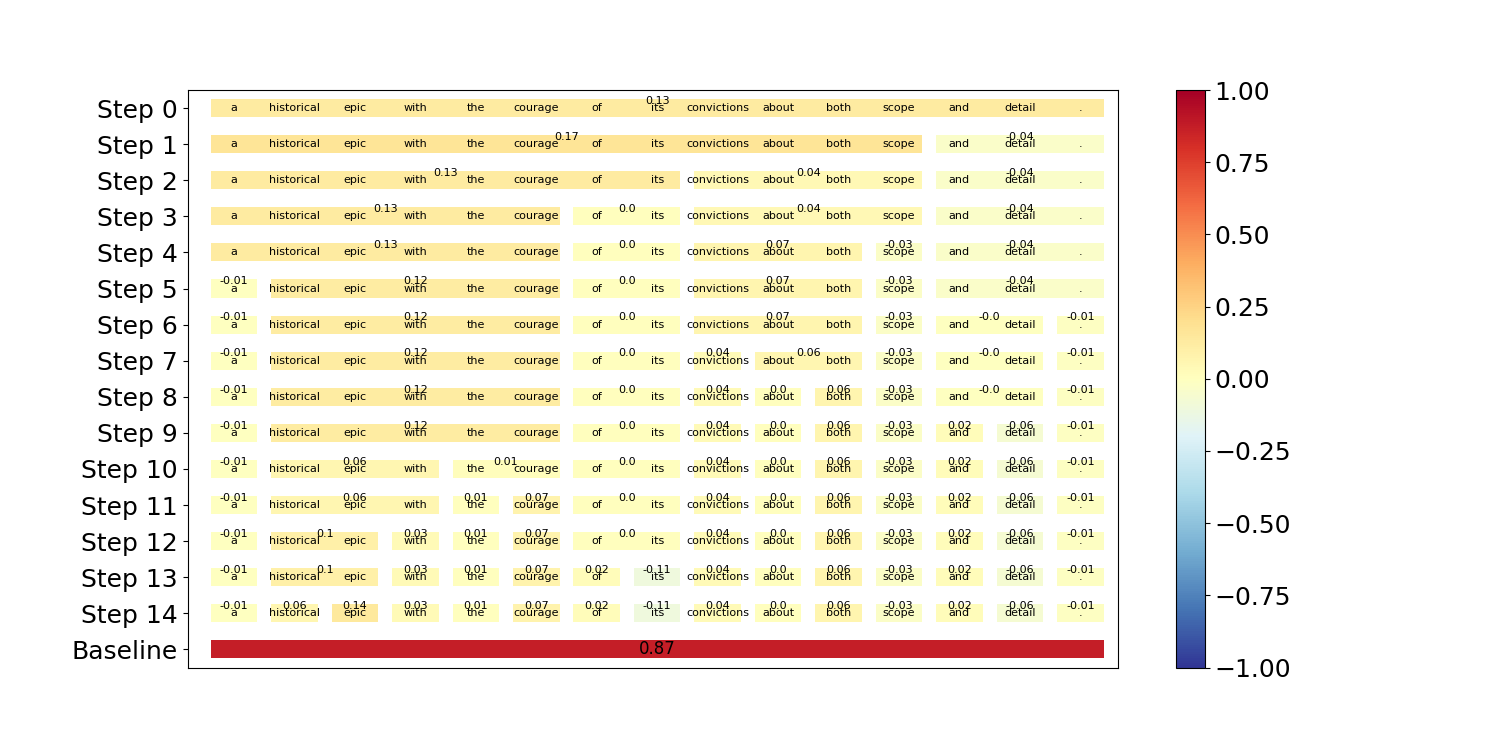 0.13
Step 0 a historical epic with the courage of its convictions about both scope and detail .
0.17 -0.04
Step 1 a historical epic with the courage of its convictions about both scope and detail .
0.13 0.04 -0.04
Step 2 a historical epic with the courage of its convictions about both scope and detail .
0.13 0.0 0.04 -0.04
Step 3 a historical epic with the courage of its convictions about both scope and detail .
0.13 0.0 0.07 -0.03 -0.04
Step 4 a historical epic with the courage of its convictions about both scope and detail .
-0.01 0.12 0.0 0.07 -0.03 -0.04
Step 5 a historical epic with the courage of its convictions about both scope and detail .
-0.01 0.12 0.0 0.07 -0.03 -0.0 -0.01
Step 6 a historical epic with the courage of its convictions about both scope and detail .
-0.01 0.12 0.0 0.04 0.06 -0.03 -0.0 -0.01
Step 7 a historical epic with the courage of its convictions about both scope and detail .
-0.01 0.12 0.0 0.04 0.0 0.06 -0.03 -0.0 -0.01
Step 8 a historical epic with the courage of its convictions about both scope and detail .
-0.01 0.12 0.0 0.04 0.0 0.06 -0.03 0.02 -0.06 -0.01
Step 9 a historical epic with the courage of its convictions about both scope and detail .
-0.01 0.06 0.01 0.0 0.04 0.0 0.06 -0.03 0.02 -0.06 -0.01
Step 10 a historical epic with the courage of its convictions about both scope and detail .
-0.01 0.06 0.01 0.07 0.0 0.04 0.0 0.06 -0.03 0.02 -0.06 -0.01
Step 11 a historical epic with the courage of its convictions about both scope and detail .
-0.01 0.1 0.03 0.01 0.07 0.0 0.04 0.0 0.06 -0.03 0.02 -0.06 -0.01
Step 12 a historical epic with the courage of its convictions about both scope and detail .
-0.01 0.1 0.03 0.01 0.07 0.02 -0.11 0.04 0.0 0.06 -0.03 0.02 -0.06 -0.01
Step 13 a historical epic with the courage of its convictions about both scope and detail .
-0.01 0.06 0.14 0.03 0.01 0.07 0.02 -0.11 0.04 0.0 0.06 -0.03 0.02 -0.06 -0.01
Step 14 a historical epic with the courage of its convictions about both scope and detail .
Baseline 0.87
1.00
0.75
0.50
0.25
0.00
−0.25
−0.50
−0.75
−1.00